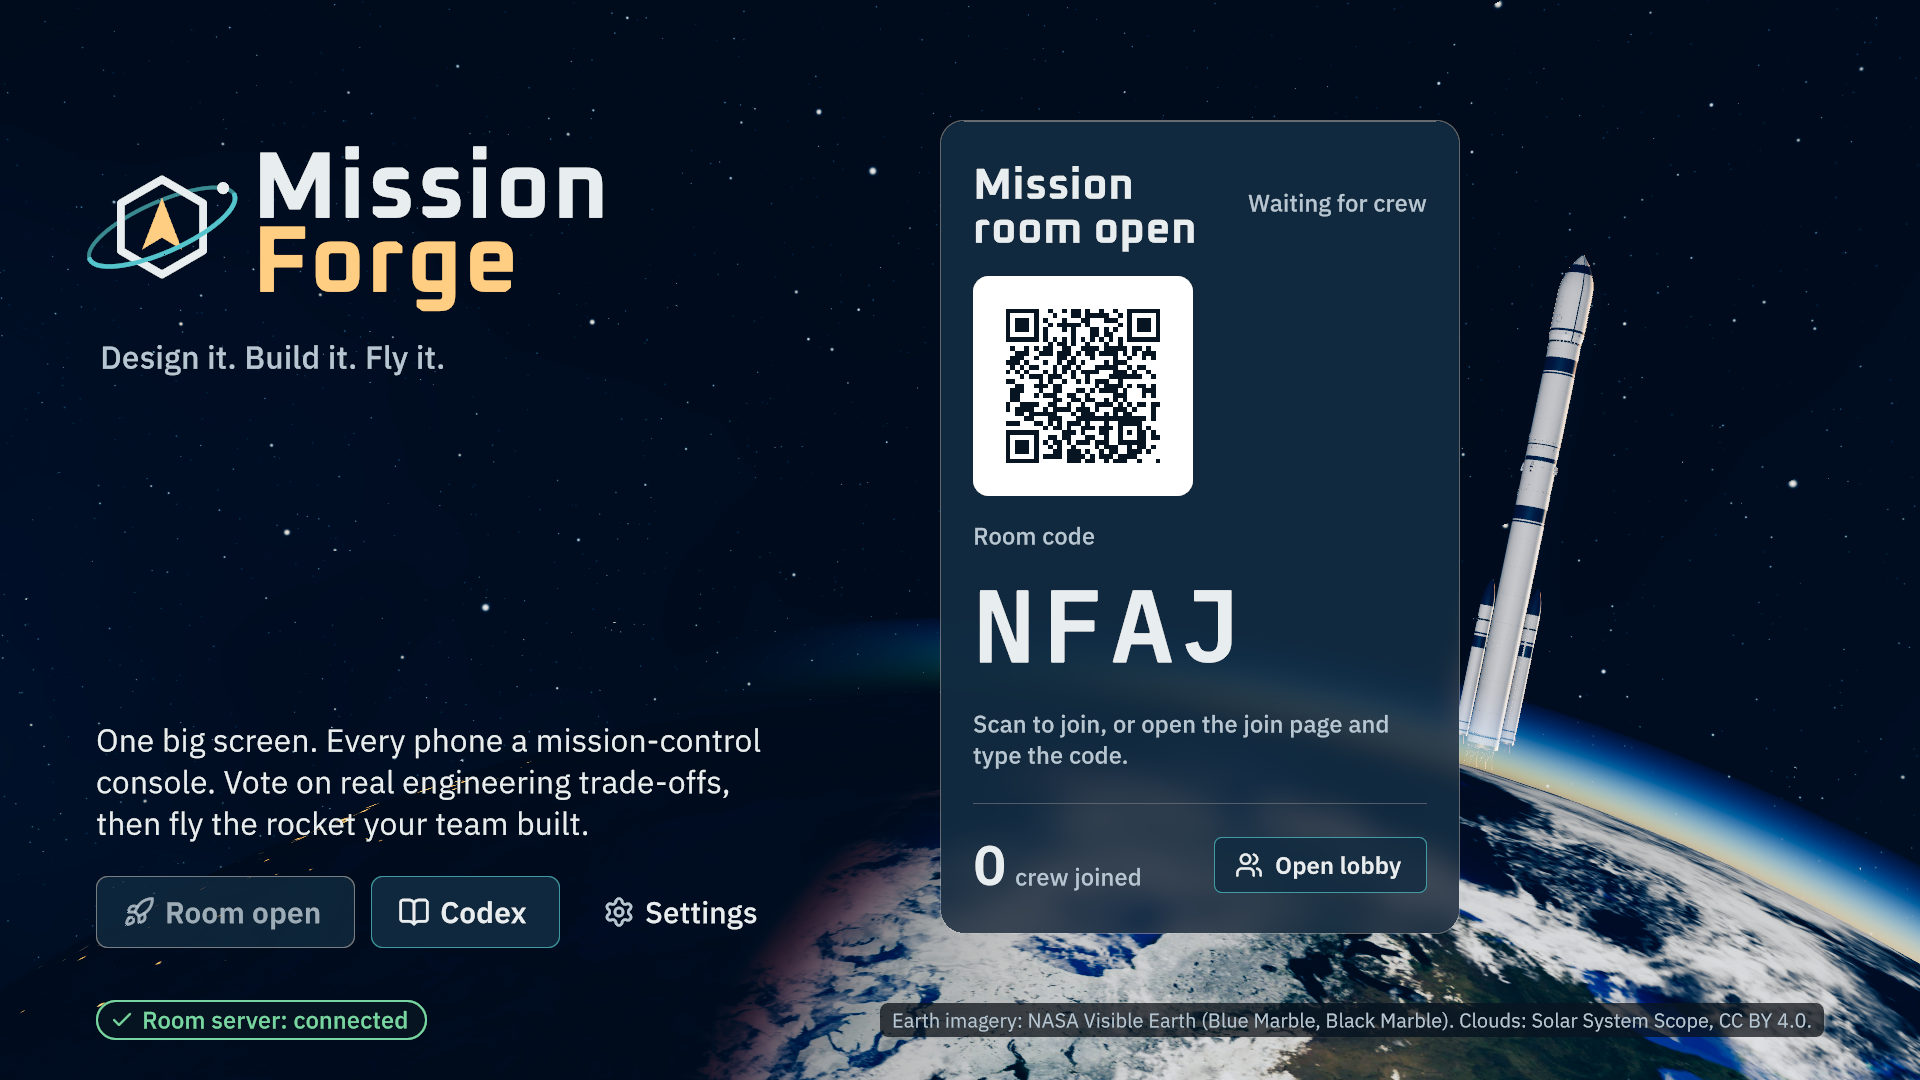 Mission
Forge
Design it. Build it. Fly it.
One big screen. Every phone a mission-control
console. Vote on real engineering trade-offs,
then fly the rocket your team built.
Room open
Codex
Settings
Room server: connected
Mission
room open
Waiting for crew
Room code
NFAJ
Scan to join, or open the join page and
type the code.
0 crew joined
Open lobby
Earth imagery: NASA Visible Earth (Blue Marble, Black Marble). Clouds: Solar System Scope, CC BY 4.0.